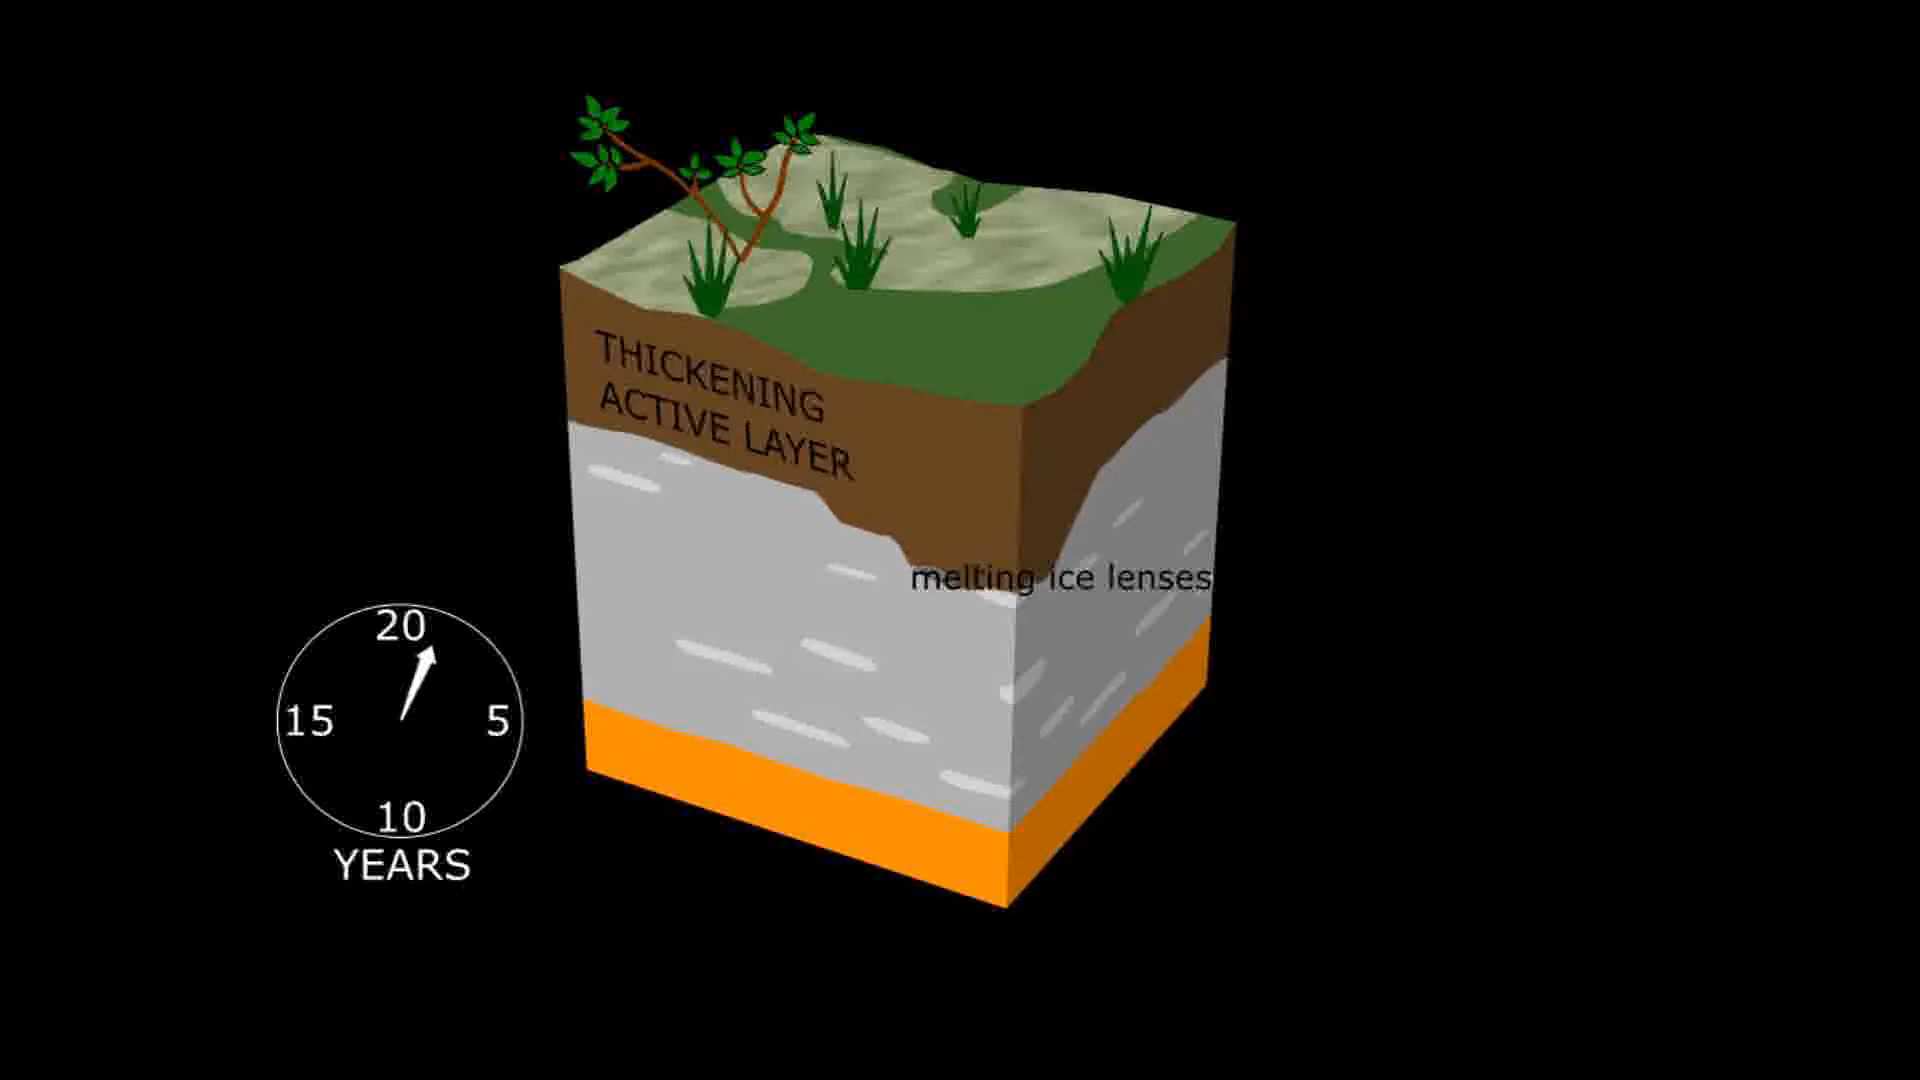 THICKENING
ACTIVE LAYER
melting ice lenses
20
15
5
10
YEARS